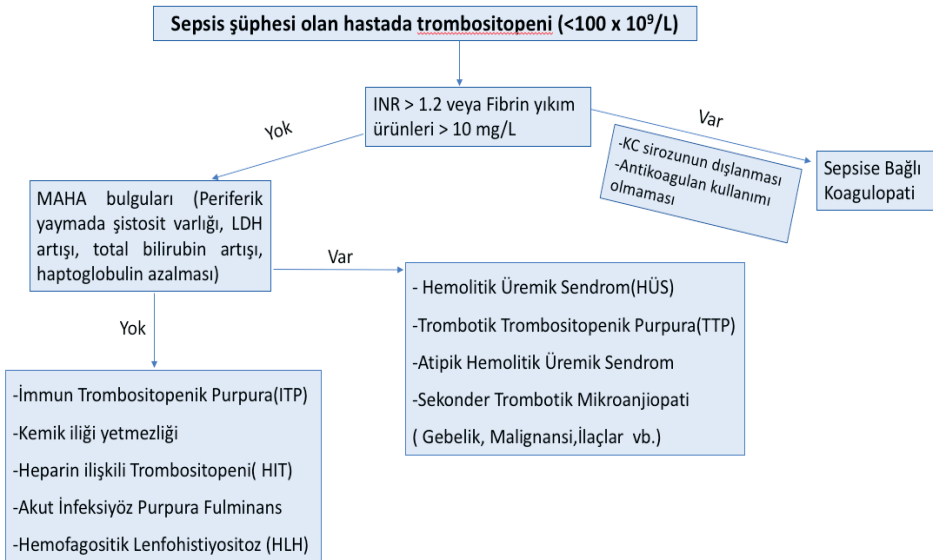 Sepsis şüphesi olan hastada trombositopeni (<100 x 10⁹/L)
INR > 1.2 veya Fibrin yıkım
ürünleri > 10 mg/L
Yok
Var
-KC sirozunun dışlanması
-Antikoagulan kullanımı
olmaması
Sepsise Bağlı
Koagulopati
MAHA bulguları (Periferik
yaymada şistosit varlığı, LDH
artışı, total bilirubin artışı,
haptoglobulin azalması)
Var
Yok
- Hemolitik Üremik Sendrom(HÜS)
-Trombotik Trombositopenik Purpura(TTP)
-Atipik Hemolitik Üremik Sendrom
-Sekonder Trombotik Mikroanjiopati
( Gebelik, Malignansi,İlaçlar vb.)
-İmmun Trombositopenik Purpura(ITP)
-Kemik iliği yetmezliği
-Heparin ilişkili Trombositopeni( HIT)
-Akut İnfeksiyöz Purpura Fulminans
-Hemofagositik Lenfohistiyositoz (HLH)